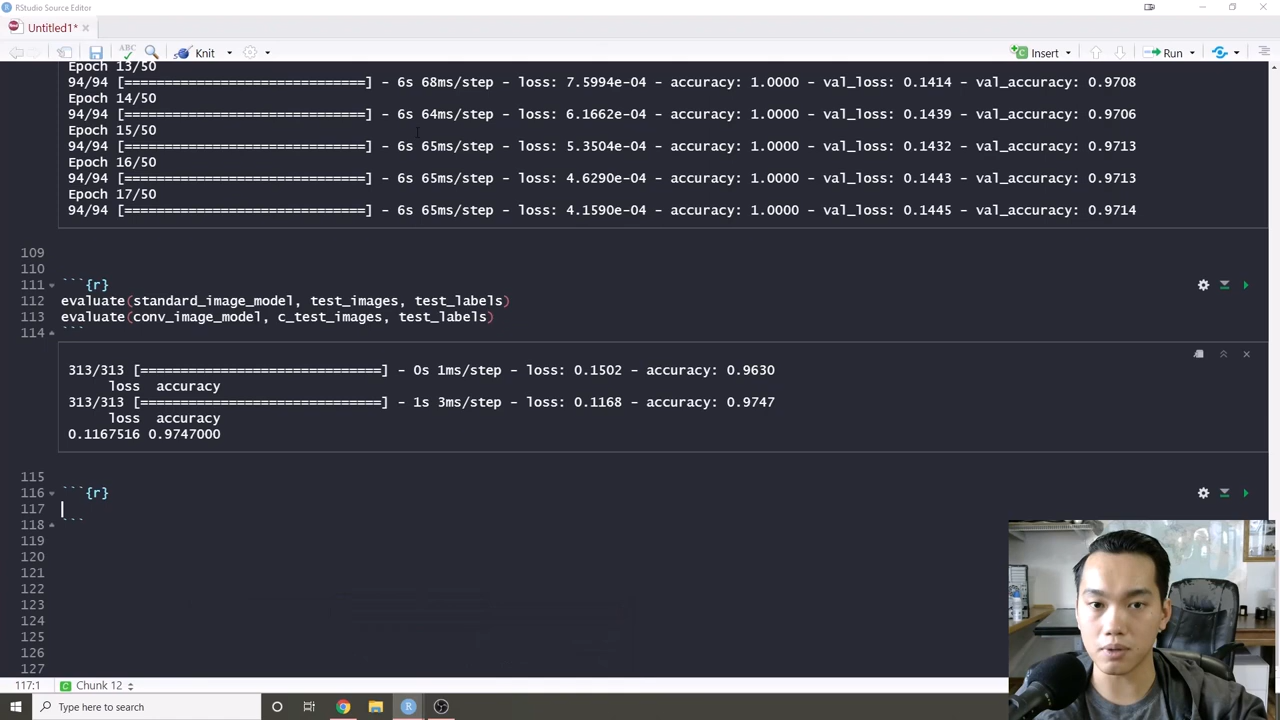 RStudio Source Editor
Untitled1*
ABC Knit Insert Run
Epoch 13/50
94/94 [==============================] - 6s 68ms/step - loss: 7.5994e-04 - accuracy: 1.0000 - val_loss: 0.1414 - val_accuracy: 0.9708
Epoch 14/50
94/94 [==============================] - 6s 64ms/step - loss: 6.1662e-04 - accuracy: 1.0000 - val_loss: 0.1439 - val_accuracy: 0.9706
Epoch 15/50
94/94 [==============================] - 6s 65ms/step - loss: 5.3504e-04 - accuracy: 1.0000 - val_loss: 0.1432 - val_accuracy: 0.9713
Epoch 16/50
94/94 [==============================] - 6s 65ms/step - loss: 4.6290e-04 - accuracy: 1.0000 - val_loss: 0.1443 - val_accuracy: 0.9713
Epoch 17/50
94/94 [==============================] - 6s 65ms/step - loss: 4.1590e-04 - accuracy: 1.0000 - val_loss: 0.1445 - val_accuracy: 0.9714
109
110
111 ```{r}
112 evaluate(standard_image_model, test_images, test_labels)
113 evaluate(conv_image_model, c_test_images, test_labels)
114 ```
313/313 [==============================] - 0s 1ms/step - loss: 0.1502 - accuracy: 0.9630
loss accuracy
313/313 [==============================] - 1s 3ms/step - loss: 0.1168 - accuracy: 0.9747
loss accuracy
0.1167516 0.9747000
115
116 ```{r}
117
118 ```
119
120
121
122
123
124
125
126
127
117:1 C Chunk 12
Type here to search R